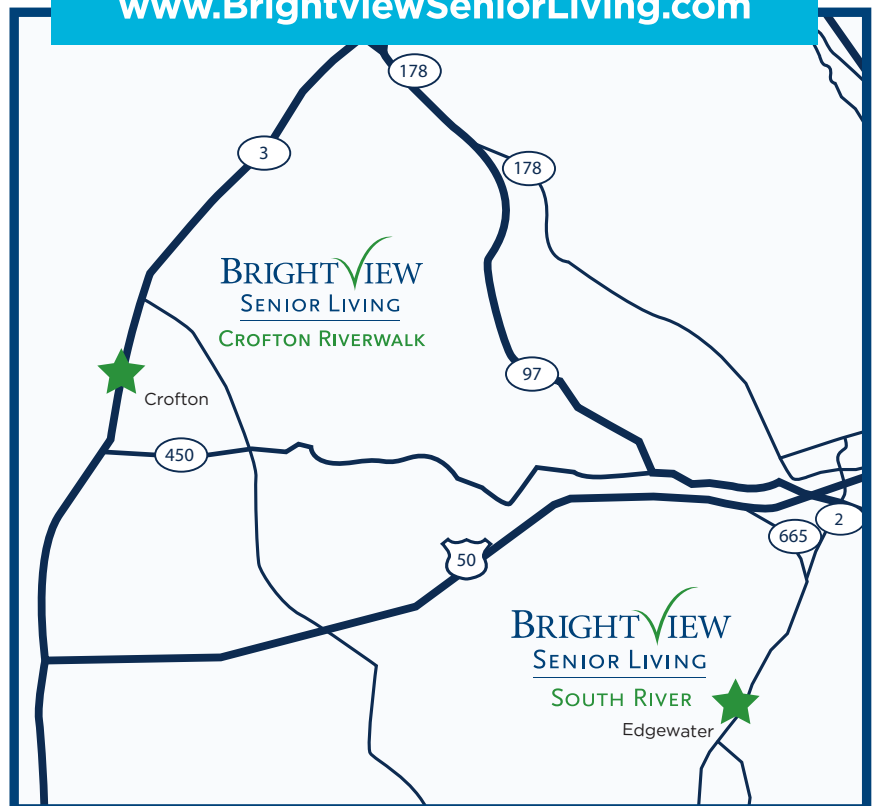 www.BrightviewSeniorLiving.com
178
3
178
BRIGHTVIEW
SENIOR LIVING
CROFTON RIVERWALK
97
Crofton
450
2
665
50
BRIGHTVIEW
SENIOR LIVING
SOUTH RIVER
Edgewater